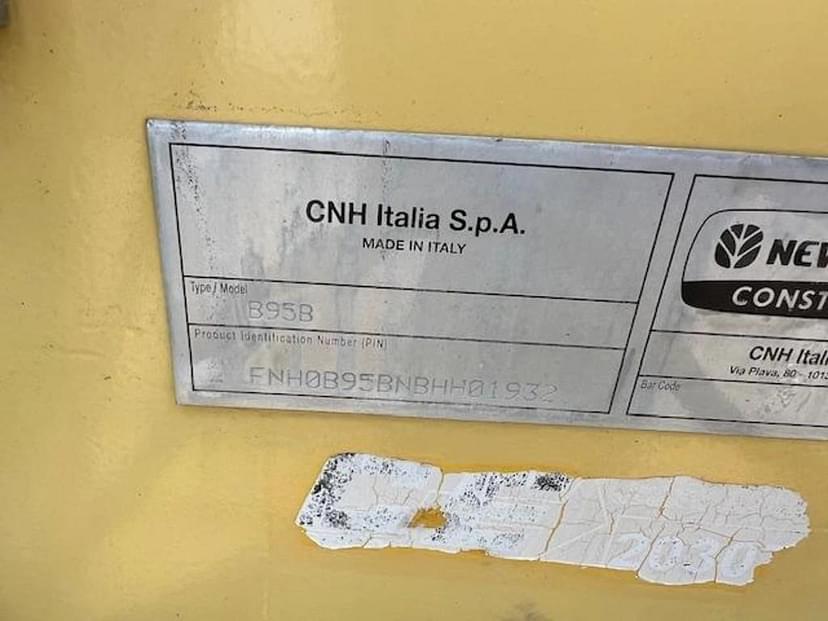 CNH Italia S.p.A.
MADE IN ITALY
Type / Model
B95B
Product Identification Number (PIN)
FNH0B95BNBHH01932
NEW
CONST
CNH Itali
Via Plava, 80 - 101
Bar Code
2030